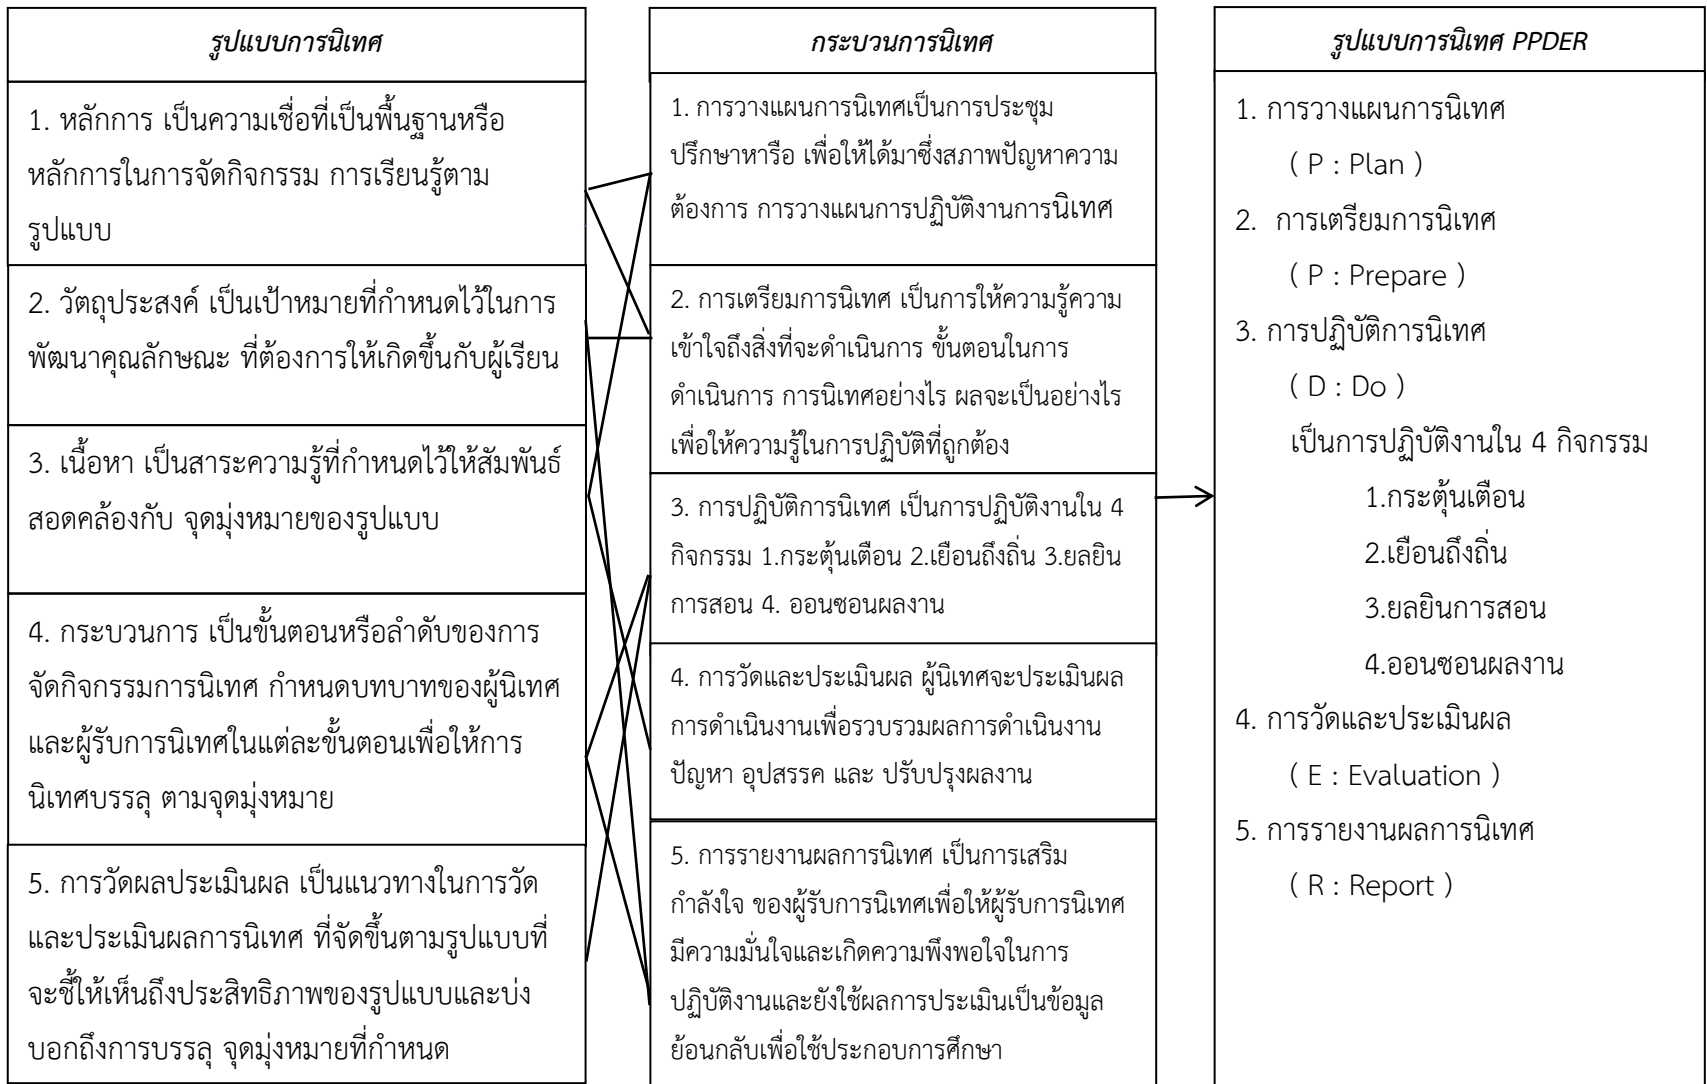 รูปแบบการนิเทศ
1. หลักการ เป็นความเชื่อที่เป็นพื้นฐานหรือ
หลักการในการจัดกิจกรรม การเรียนรู้ตาม
รูปแบบ
2. วัตถุประสงค์ เป็นเป้าหมายที่กำหนดไว้ในการ
พัฒนาคุณลักษณะ ที่ต้องการให้เกิดขึ้นกับผู้เรียน
3. เนื้อหา เป็นสาระความรู้ที่กำหนดไว้ให้สัมพันธ์
สอดคล้องกับ จุดมุ่งหมายของรูปแบบ
4. กระบวนการ เป็นขั้นตอนหรือลำดับของการ
จัดกิจกรรมการนิเทศ กำหนดบทบาทของผู้นิเทศ
และผู้รับการนิเทศในแต่ละขั้นตอนเพื่อให้การ
นิเทศบรรลุ ตามจุดมุ่งหมาย
5. การวัดผลประเมินผล เป็นแนวทางในการวัด
และประเมินผลการนิเทศ ที่จัดขึ้นตามรูปแบบที่
จะชี้ให้เห็นถึงประสิทธิภาพของรูปแบบและบ่ง
บอกถึงการบรรลุ จุดมุ่งหมายที่กำหนด
กระบวนการนิเทศ
1. การวางแผนการนิเทศเป็นการประชุม
ปรึกษาหารือ เพื่อให้ได้มาซึ่งสภาพปัญหาความ
ต้องการ การวางแผนการปฏิบัติงานการนิเทศ
2. การเตรียมการนิเทศ เป็นการให้ความรู้ความ
เข้าใจถึงสิ่งที่จะดำเนินการ ขั้นตอนในการ
ดำเนินการ การนิเทศอย่างไร ผลจะเป็นอย่างไร
เพื่อให้ความรู้ในการปฏิบัติที่ถูกต้อง
3. การปฏิบัติการนิเทศ เป็นการปฏิบัติงานใน 4
กิจกรรม 1.กระตุ้นเตือน 2.เยือนถึงถิ่น 3.ยลยิน
การสอน 4. ออนซอนผลงาน
4. การวัดและประเมินผล ผู้นิเทศจะประเมินผล
การดำเนินงานเพื่อรวบรวมผลการดำเนินงาน
ปัญหา อุปสรรค และ ปรับปรุงผลงาน
5. การรายงานผลการนิเทศ เป็นการเสริม
กำลังใจ ของผู้รับการนิเทศเพื่อให้ผู้รับการนิเทศ
มีความมั่นใจและเกิดความพึงพอใจในการ
ปฏิบัติงานและยังใช้ผลการประเมินเป็นข้อมูล
ย้อนกลับเพื่อใช้ประกอบการศึกษา
รูปแบบการนิเทศ PPDER
1. การวางแผนการนิเทศ
( P : Plan )
2. การเตรียมการนิเทศ
( P : Prepare )
3. การปฏิบัติการนิเทศ
( D : Do )
เป็นการปฏิบัติงานใน 4 กิจกรรม
1.กระตุ้นเตือน
2.เยือนถึงถิ่น
3.ยลยินการสอน
4.ออนซอนผลงาน
4. การวัดและประเมินผล
( E : Evaluation )
5. การรายงานผลการนิเทศ
( R : Report )